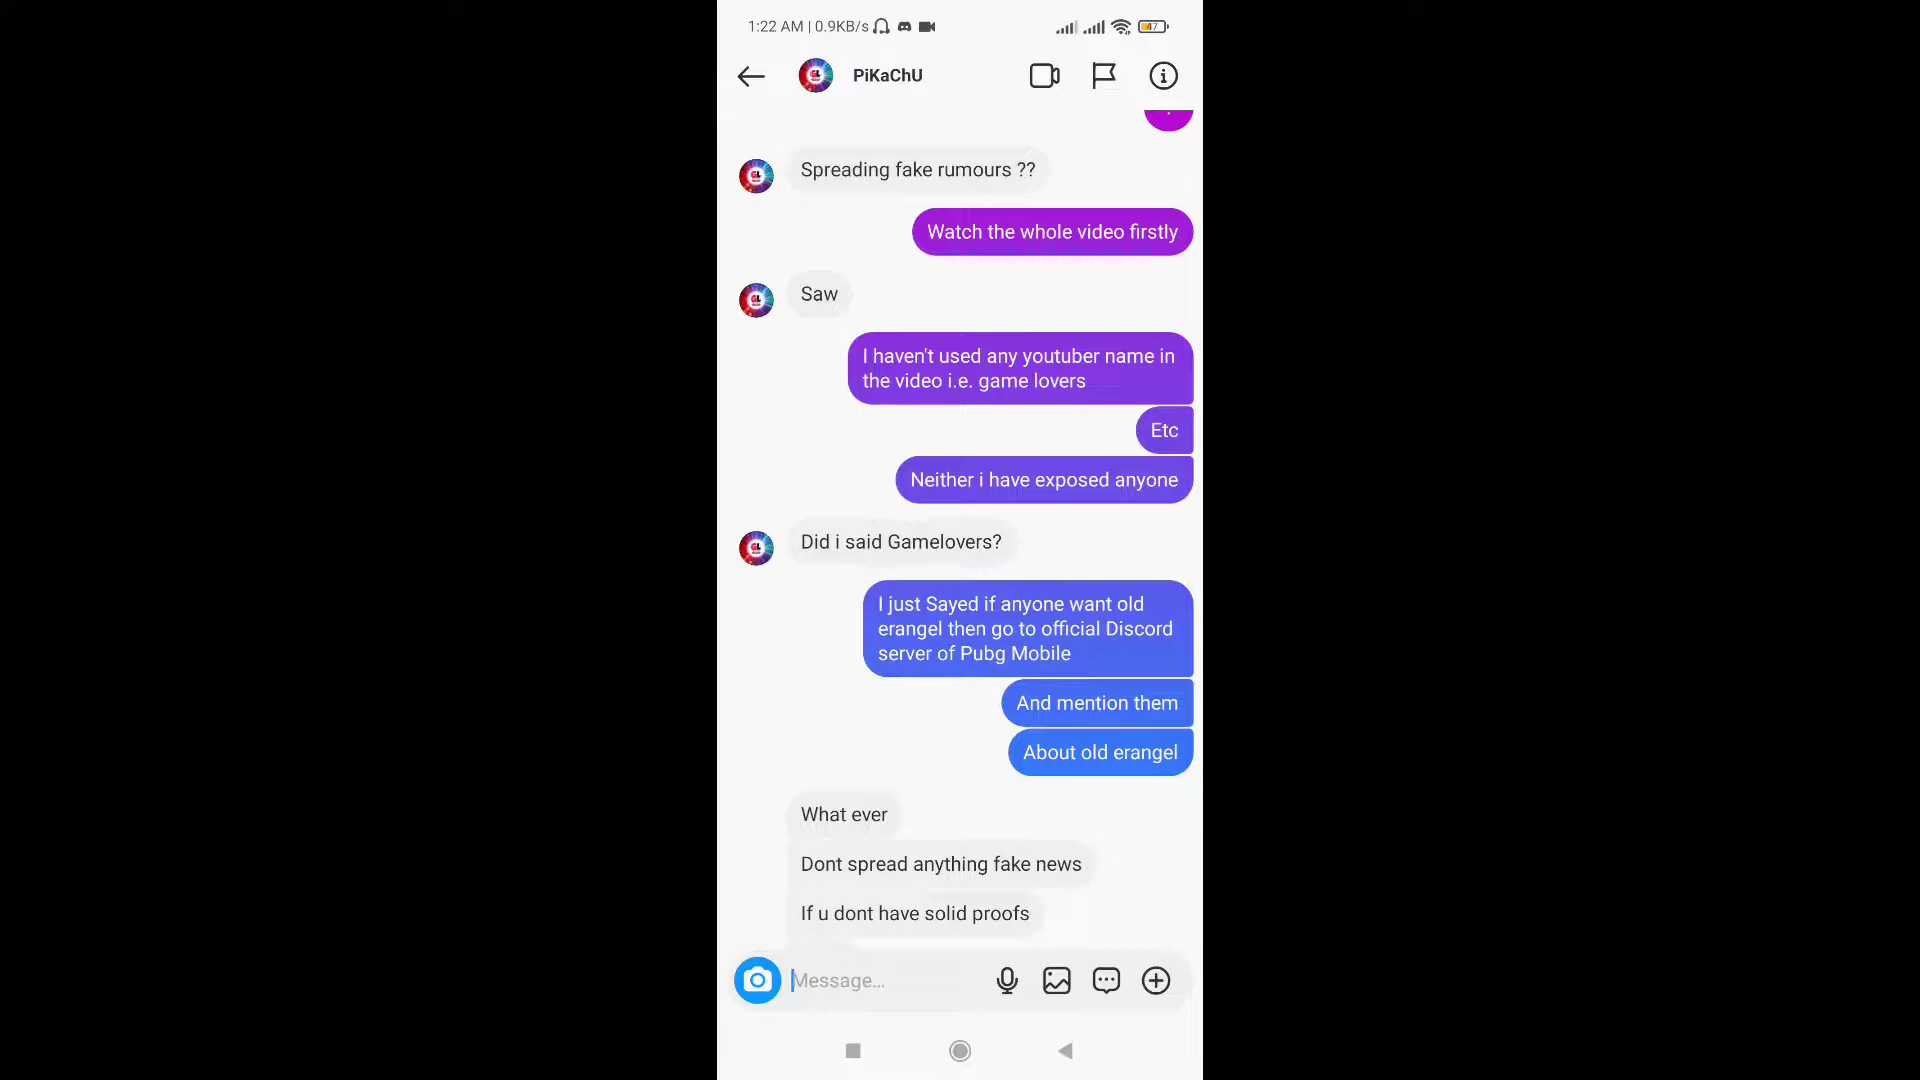 1:22 AM | 0.9KB/s
47
PiKaChU
Spreading fake rumours ??
Watch the whole video firstly
Saw
I haven't used any youtuber name in
the video i.e. game lovers
Etc
Neither i have exposed anyone
Did i said Gamelovers?
I just Sayed if anyone want old
erangel then go to official Discord
server of Pubg Mobile
And mention them
About old erangel
What ever
Dont spread anything fake news
If u dont have solid proofs
Message...